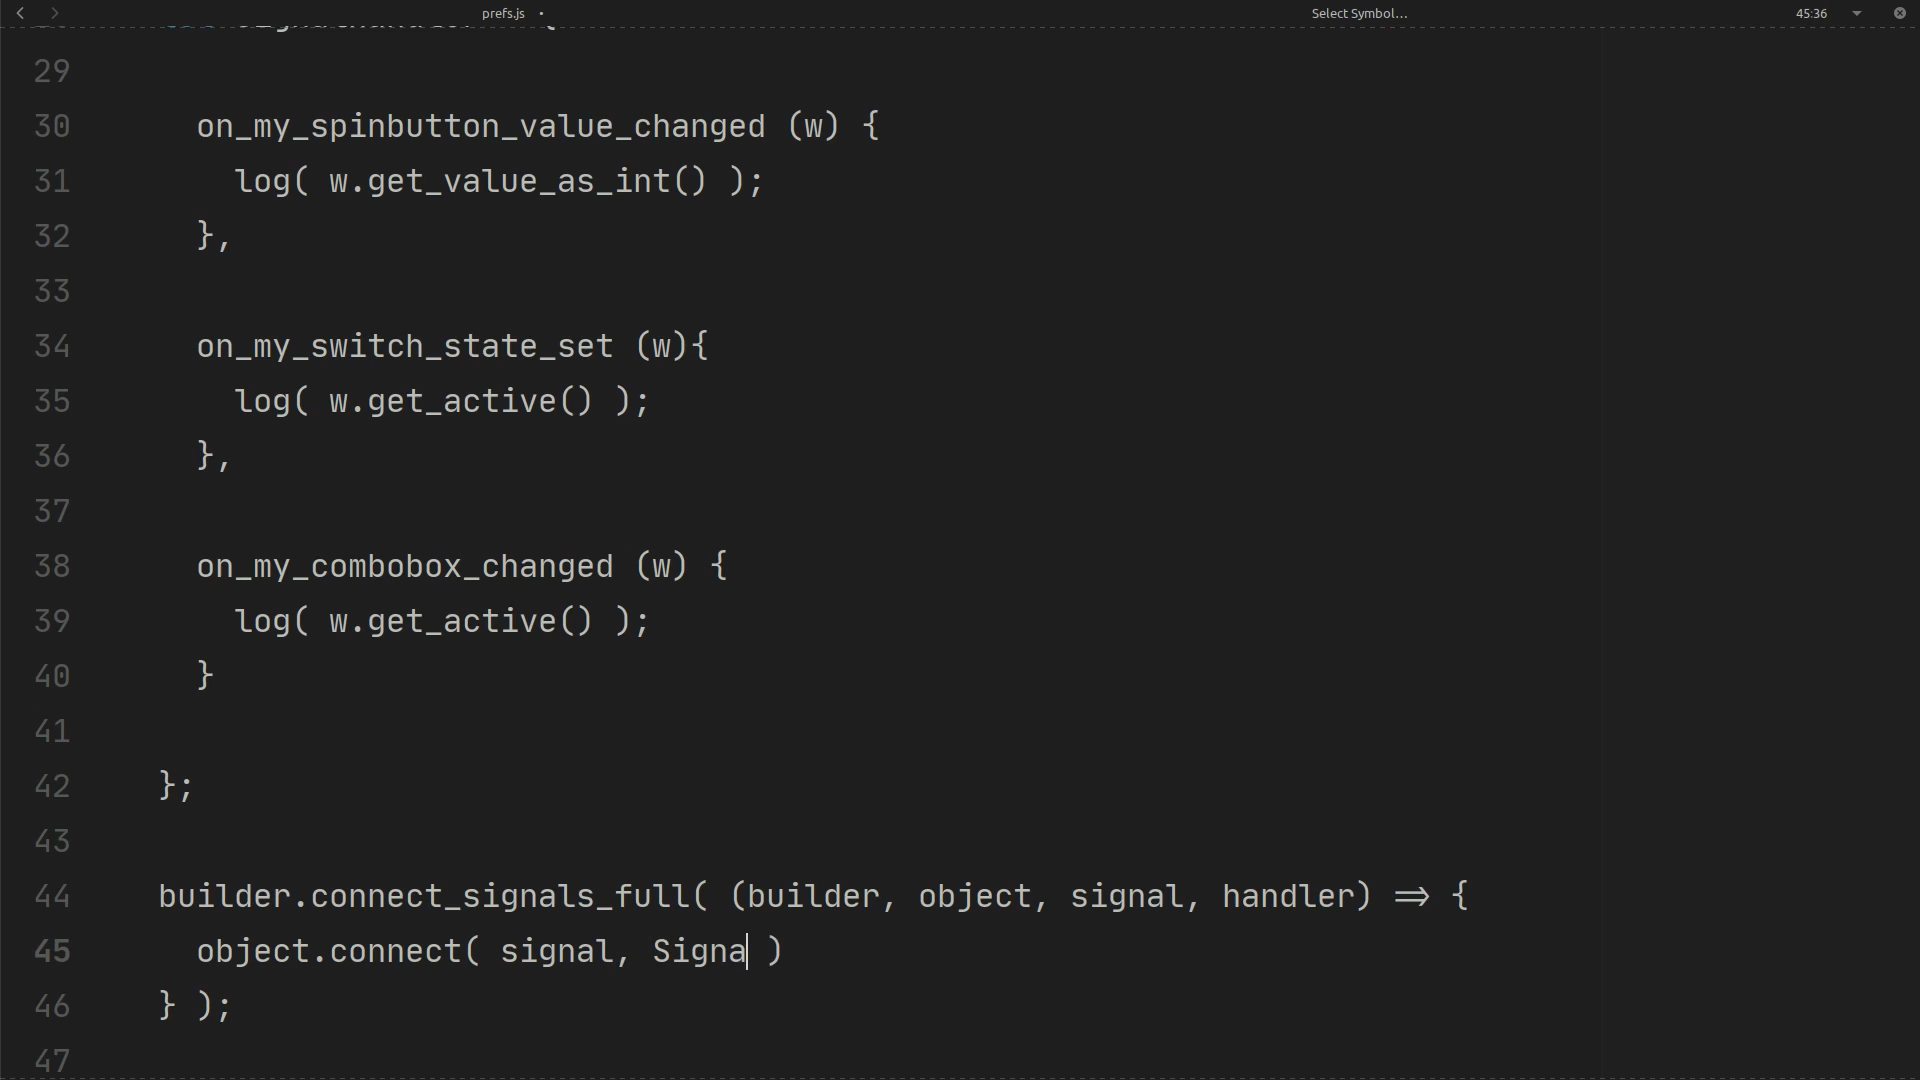 prefs.js • Select Symbol... 45:36
29
30 on_my_spinbutton_value_changed (w) {
31 log( w.get_value_as_int() );
32 },
33
34 on_my_switch_state_set (w){
35 log( w.get_active() );
36 },
37
38 on_my_combobox_changed (w) {
39 log( w.get_active() );
40 }
41
42 };
43
44 builder.connect_signals_full( (builder, object, signal, handler) => {
45 object.connect( signal, Signa )
46 } );
47